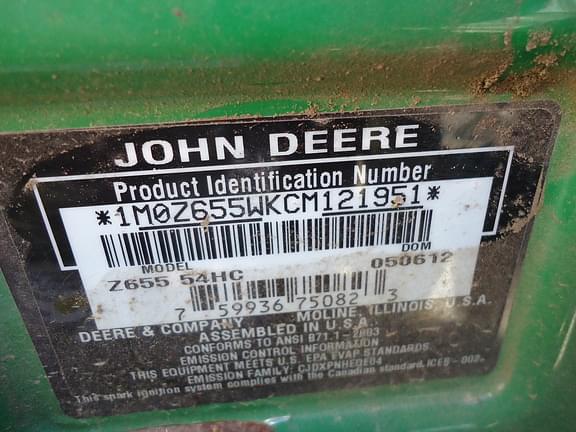 JOHN DEERE
Product Identification Number
*1M0Z655WKCM121951*
MODEL DOM
Z655 54HC 050612
7 59936 75082 3
DEERE & COMPANY MOLINE, ILLINOIS, U.S.A.
ASSEMBLED IN U.S.A.
CONFORMS TO ANSI B71.1-2003
EMISSION CONTROL INFORMATION
THIS EQUIPMENT MEETS U.S. EPA EVAP STANDARDS.
EMISSION FAMILY: CJDXPNHEQE64
This spark ignition system complies with the Canadian standard, ICES-002.